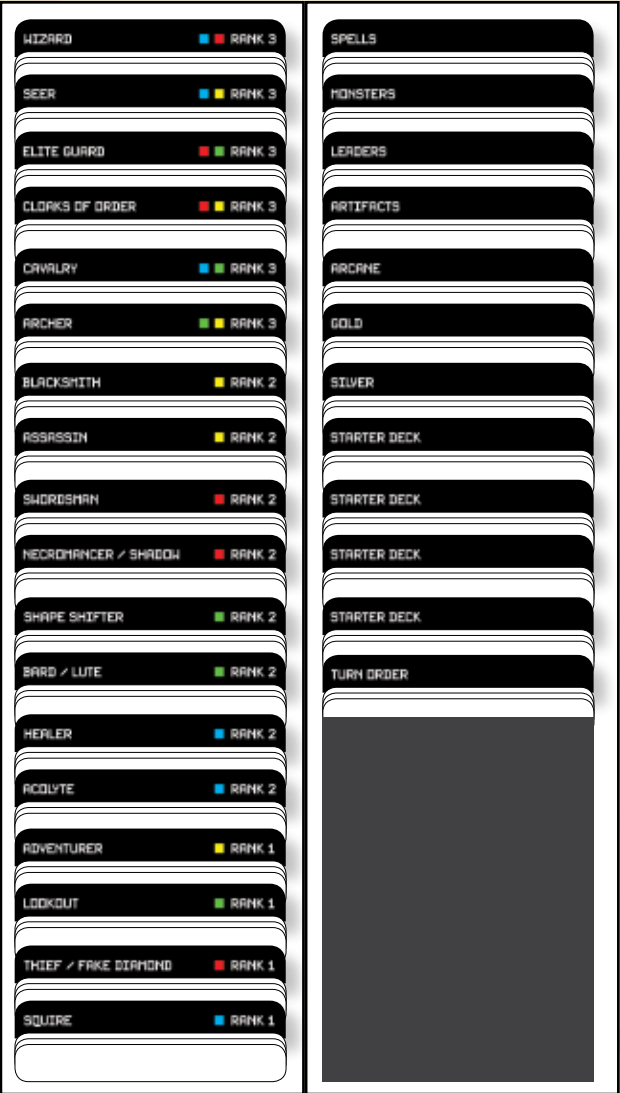 WIZARD RANK 3
SEER RANK 3
ELITE GUARD RANK 3
CLOAKS OF ORDER RANK 3
CAVALRY RANK 3
ARCHER RANK 3
BLACKSMITH RANK 2
ASSASSIN RANK 2
SWORDSMAN RANK 2
NECROMANCER / SHADOW RANK 2
SHAPE SHIFTER RANK 2
BARD / LUTE RANK 2
HEALER RANK 2
ACOLYTE RANK 2
ADVENTURER RANK 1
LOOKOUT RANK 1
THIEF / FAKE DIAMOND RANK 1
SQUIRE RANK 1
SPELLS
MONSTERS
LEADERS
ARTIFACTS
ARCANE
GOLD
SILVER
STARTER DECK
STARTER DECK
STARTER DECK
STARTER DECK
TURN ORDER